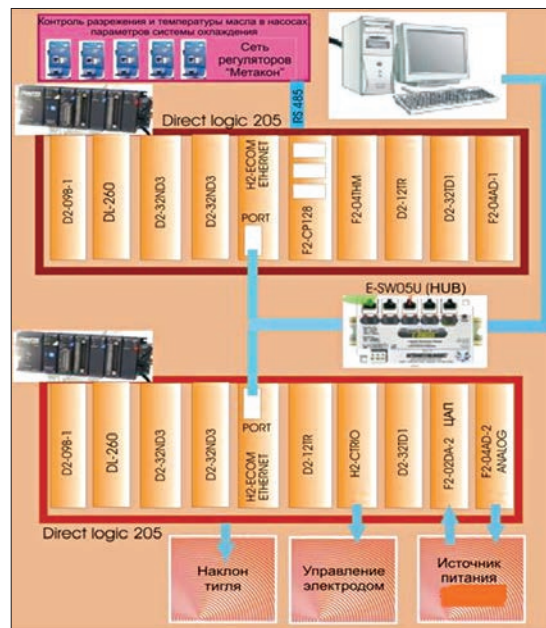 Контроль разрежения и температуры масла в насосах
параметров системы охлаждения
Сеть
регуляторов
"Метакон"
RS 485
Direct logic 205
D2-09B-1
DL-260
D2-32ND3
D2-32ND3
H2-ECOM
ETHERNET
PORT
F2-CP128
F2-04THM
D2-12TR
D2-32TD1
F2-04AD-1
E-SW05U (HUB)
D2-09B-1
DL-260
D2-32ND3
D2-32ND3
H2-ECOM
ETHERNET
PORT
D2-12TR
H2-CTRIO
D2-32TD1
F2-02DA-2 ЦАП
F2-04AD-2
ANALOG
Direct logic 205
Наклон
тигля
Управление
электродом
Источник
питания